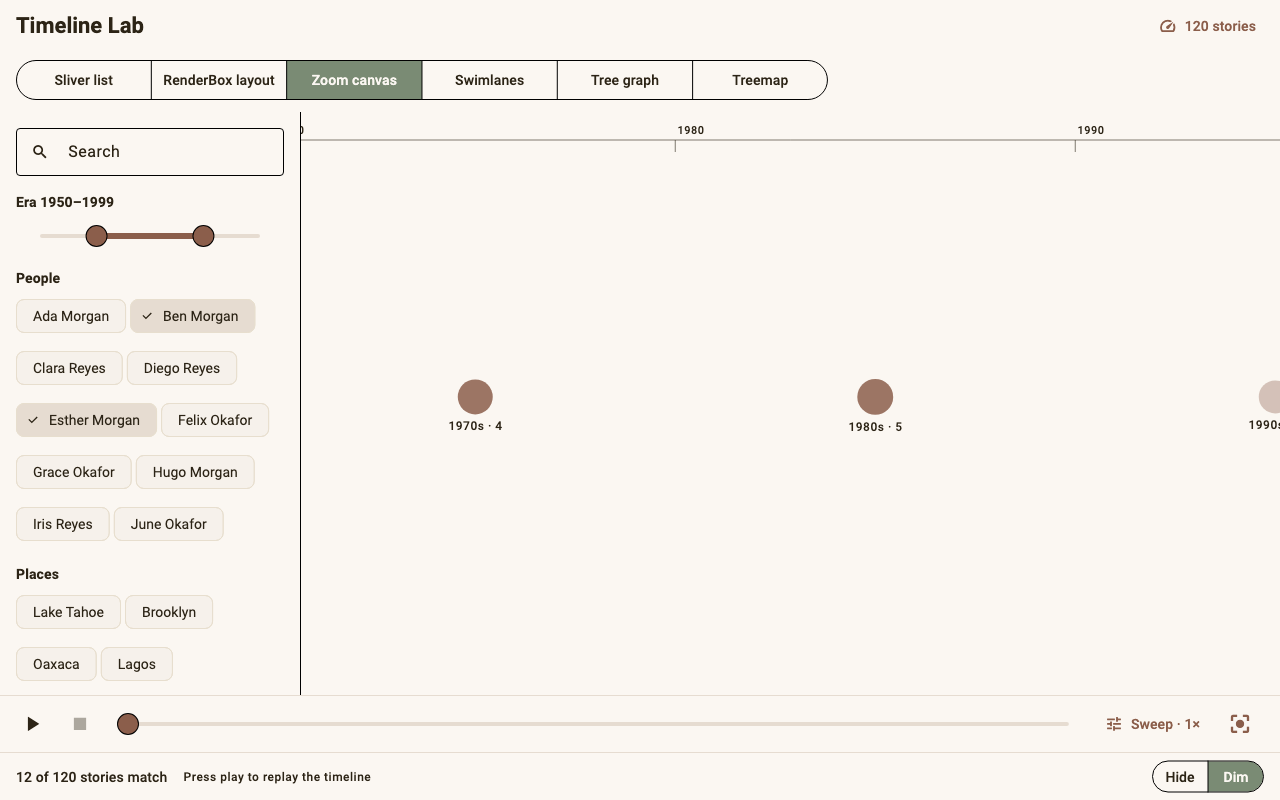 Timeline Lab
120 stories
Sliver list
RenderBox layout
Zoom canvas
Swimlanes
Tree graph
Treemap
Search
Era 1950–1999
People
Ada Morgan
Ben Morgan
Clara Reyes
Diego Reyes
Esther Morgan
Felix Okafor
Grace Okafor
Hugo Morgan
Iris Reyes
June Okafor
Places
Lake Tahoe
Brooklyn
Oaxaca
Lagos
1980
1990
1970s · 4
1980s · 5
1990s
Sweep · 1×
12 of 120 stories match
Press play to replay the timeline
Hide
Dim